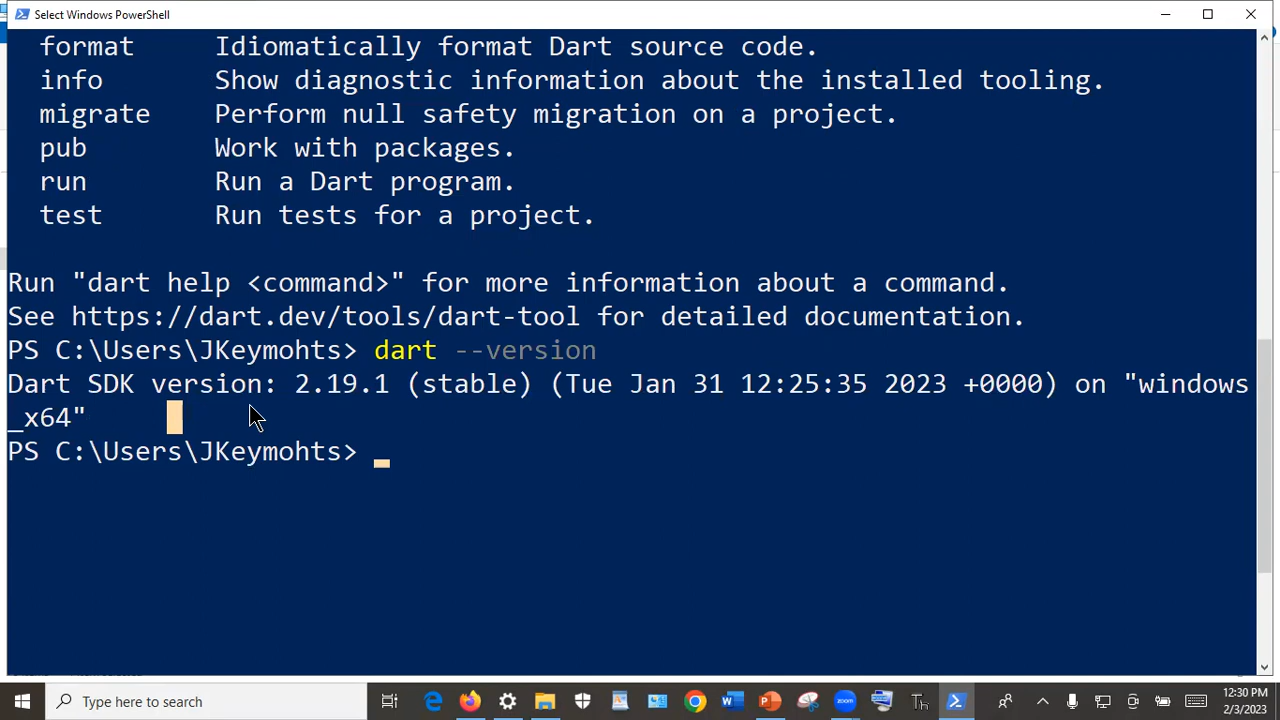 Select Windows PowerShell
format Idiomatically format Dart source code.
info Show diagnostic information about the installed tooling.
migrate Perform null safety migration on a project.
pub Work with packages.
run Run a Dart program.
test Run tests for a project.
Run "dart help <command>" for more information about a command.
See https://dart.dev/tools/dart-tool for detailed documentation.
PS C:\Users\JKeymohts> dart --version
Dart SDK version: 2.19.1 (stable) (Tue Jan 31 12:25:35 2023 +0000) on "windows
_x64"
PS C:\Users\JKeymohts>
Type here to search
zoom
Th
12:30 PM
2/3/2023